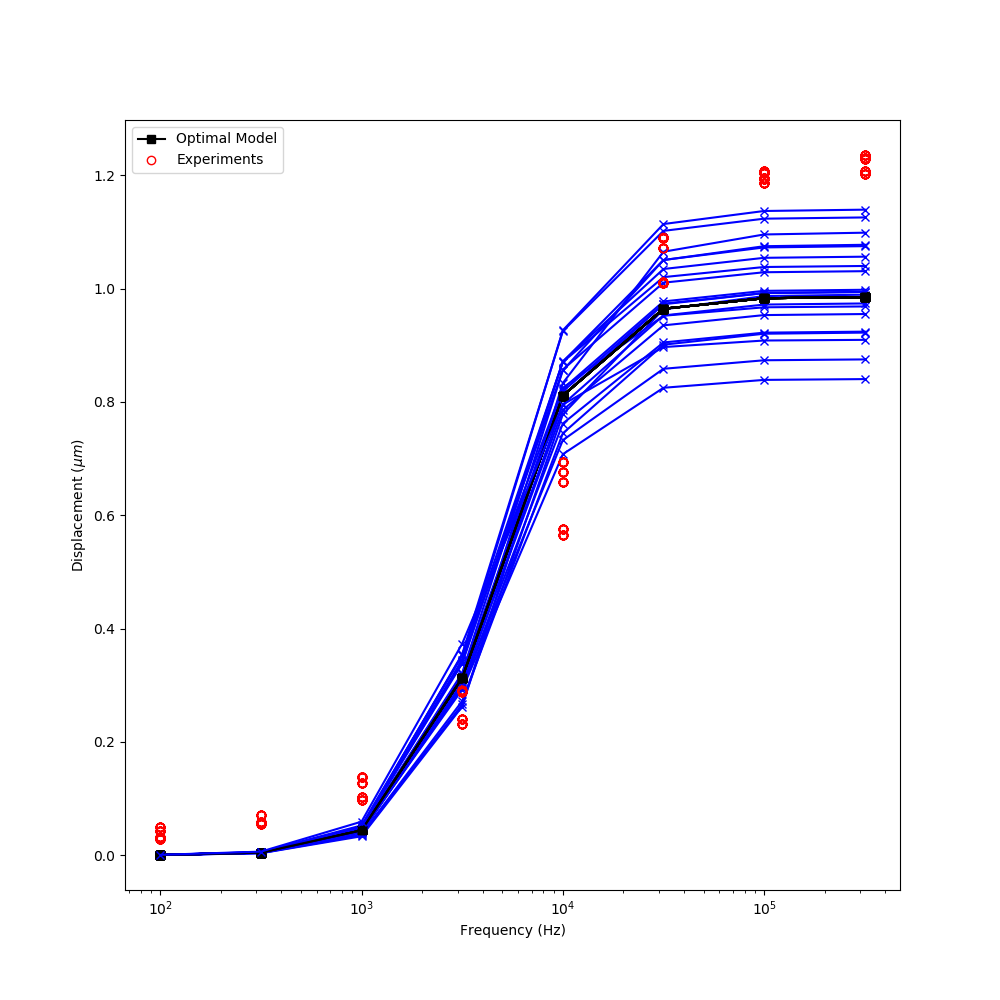 Optimal Model
Experiments
Displacement (μm)
1.2
1.0
0.8
0.6
0.4
0.2
0.0
10²
10³
10⁴
10⁵
Frequency (Hz)